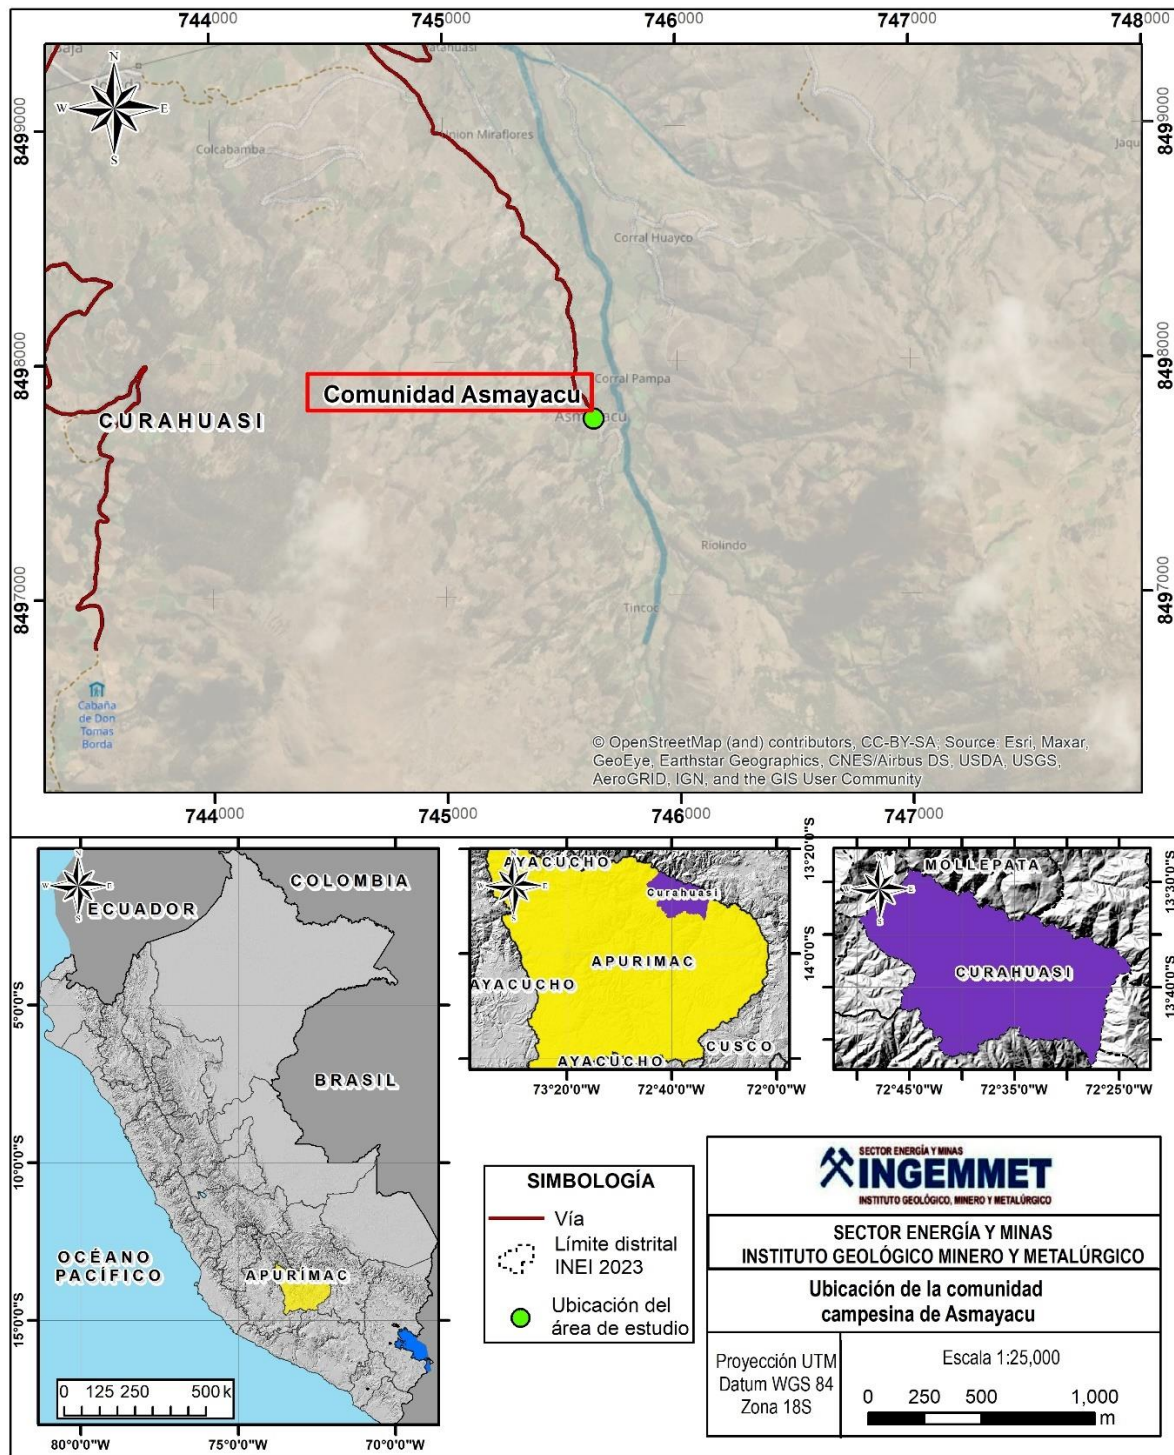 744000 745000 746000 747000 748000
8499000
8499000
8498000
8498000
8497000
8497000
Baja
N
W E
S
Colcabamba
Union Miraflores
Corral Huayco
Corral Pampa
Comunidad Asmayacu
CURAHUASI
Riolindo
Tincoc
Cabaña
de Don
Tomas
Borda
© OpenStreetMap (and) contributors, CC-BY-SA, Source: Esri, Maxar,
GeoEye, Earthstar Geographics, CNES/Airbus DS, USDA, USGS,
AeroGRID, IGN, and the GIS User Community
744000 745000 746000 747000
N
W E
S
COLOMBIA
ECUADOR
BRASIL
OCÉANO
PACÍFICO
APURÍMAC
5°0'0"S
10°0'0"S
15°0'0"S
0 125 250 500 k
80°0'0"W 75°0'0"W 70°0'0"W
AYACUCHO
N
W E
S
Curahuasi
APURIMAC
AYACUCHO
CUSCO
AYACUCHO
13°20'0"S
14°0'0"S
73°20'0"W 72°40'0"W 72°0'0"W
MOLLEPATA
N
W E
S
CURAHUASI
13°30'0"S
13°40'0"S
72°45'0"W 72°35'0"W 72°25'0"W
SIMBOLOGÍA
Vía
Límite distrital
INEI 2023
Ubicación del
área de estudio
SECTOR ENERGÍA Y MINAS
INGEMMET
INSTITUTO GEOLÓGICO, MINERO Y METALÚRGICO
SECTOR ENERGÍA Y MINAS
INSTITUTO GEOLÓGICO MINERO Y METALÚRGICO
Ubicación de la comunidad
campesina de Asmayacu
Proyección UTM
Datum WGS 84
Zona 18S
Escala 1:25,000
0 250 500 1,000
m